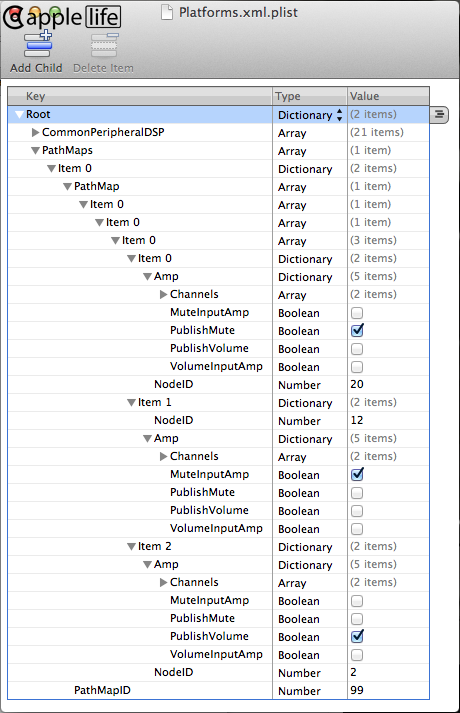 applelife
Platforms.xml.plist
Add Child Delete Item
Key Type Value
Root Dictionary (2 items)
CommonPeripheralDSP Array (21 items)
PathMaps Array (1 item)
Item 0 Dictionary (2 items)
PathMap Array (1 item)
Item 0 Array (1 item)
Item 0 Array (1 item)
Item 0 Array (3 items)
Item 0 Dictionary (2 items)
Amp Dictionary (5 items)
Channels Array (2 items)
MuteInputAmp Boolean
PublishMute Boolean
PublishVolume Boolean
VolumeInputAmp Boolean
NodeID Number 20
Item 1 Dictionary (2 items)
NodeID Number 12
Amp Dictionary (5 items)
Channels Array (2 items)
MuteInputAmp Boolean
PublishMute Boolean
PublishVolume Boolean
VolumeInputAmp Boolean
Item 2 Dictionary (2 items)
Amp Dictionary (5 items)
Channels Array (2 items)
MuteInputAmp Boolean
PublishMute Boolean
PublishVolume Boolean
VolumeInputAmp Boolean
NodeID Number 2
PathMapID Number 99